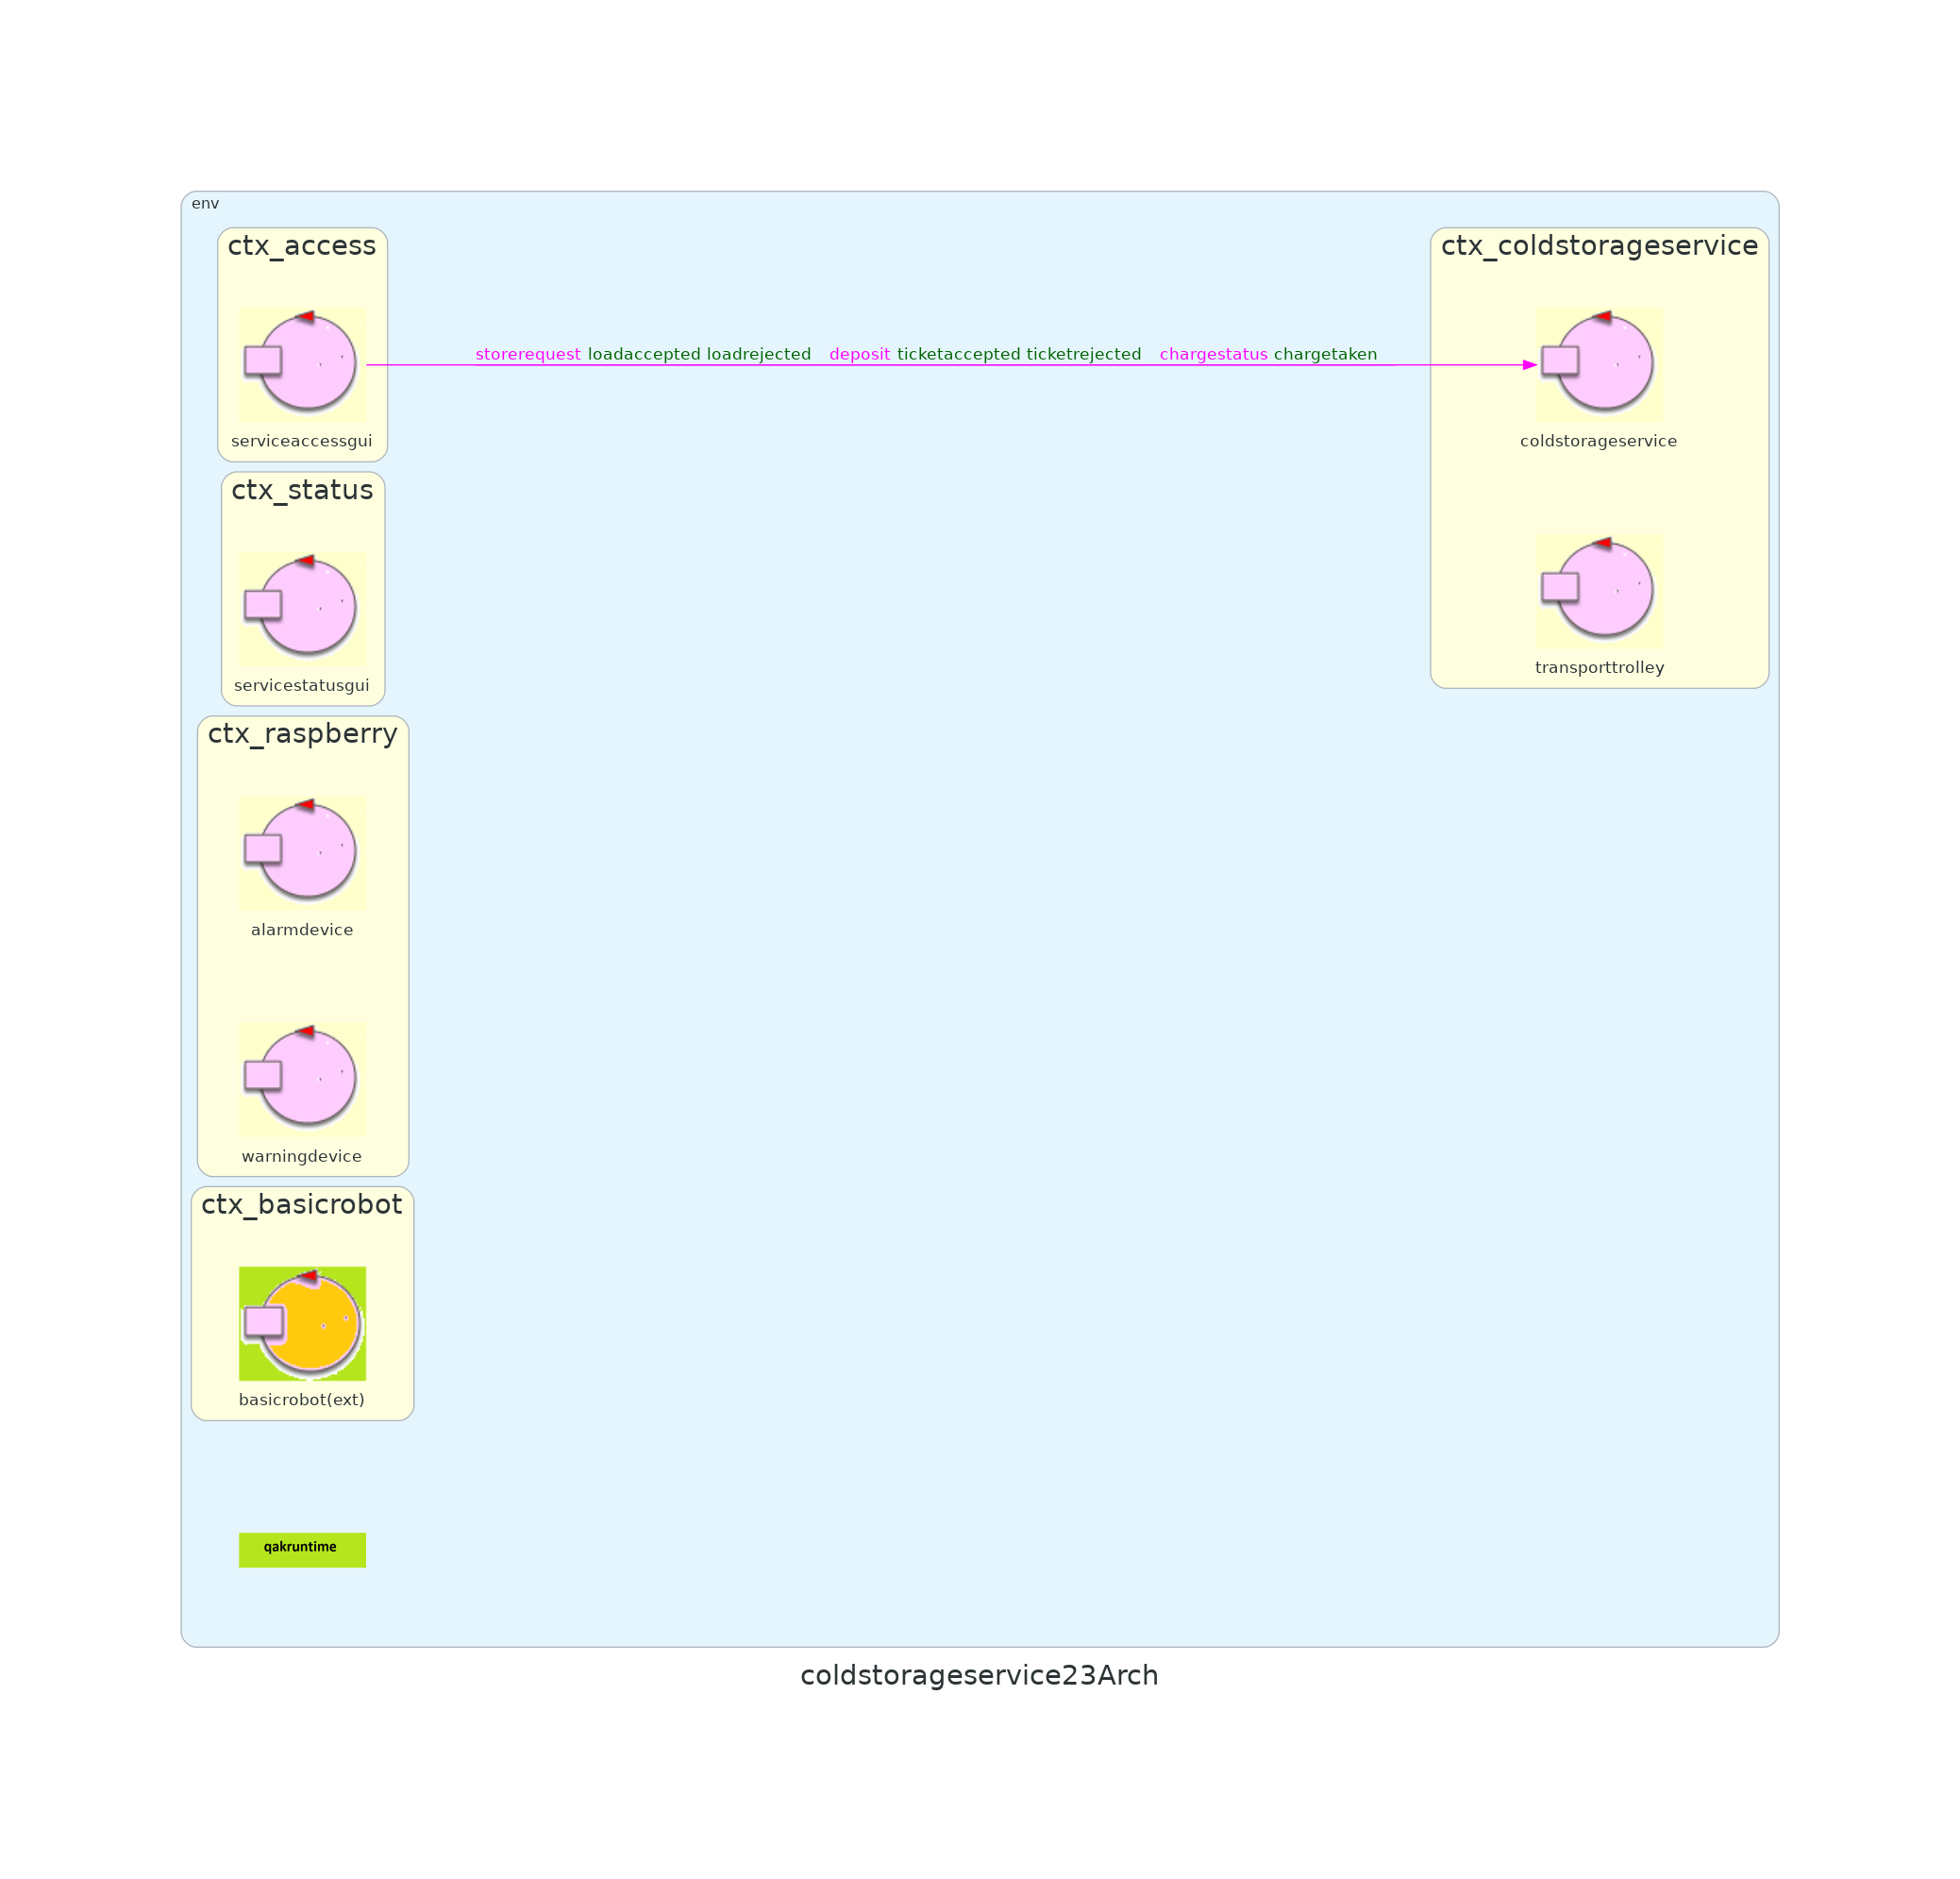 env
ctx_access
serviceaccessgui
storerequest loadaccepted loadrejected deposit ticketaccepted ticketrejected chargestatus chargetaken
ctx_coldstorageservice
coldstorageservice
transporttrolley
ctx_status
servicestatusgui
ctx_raspberry
alarmdevice
warningdevice
ctx_basicrobot
basicrobot(ext)
qakruntime
coldstorageservice23Arch